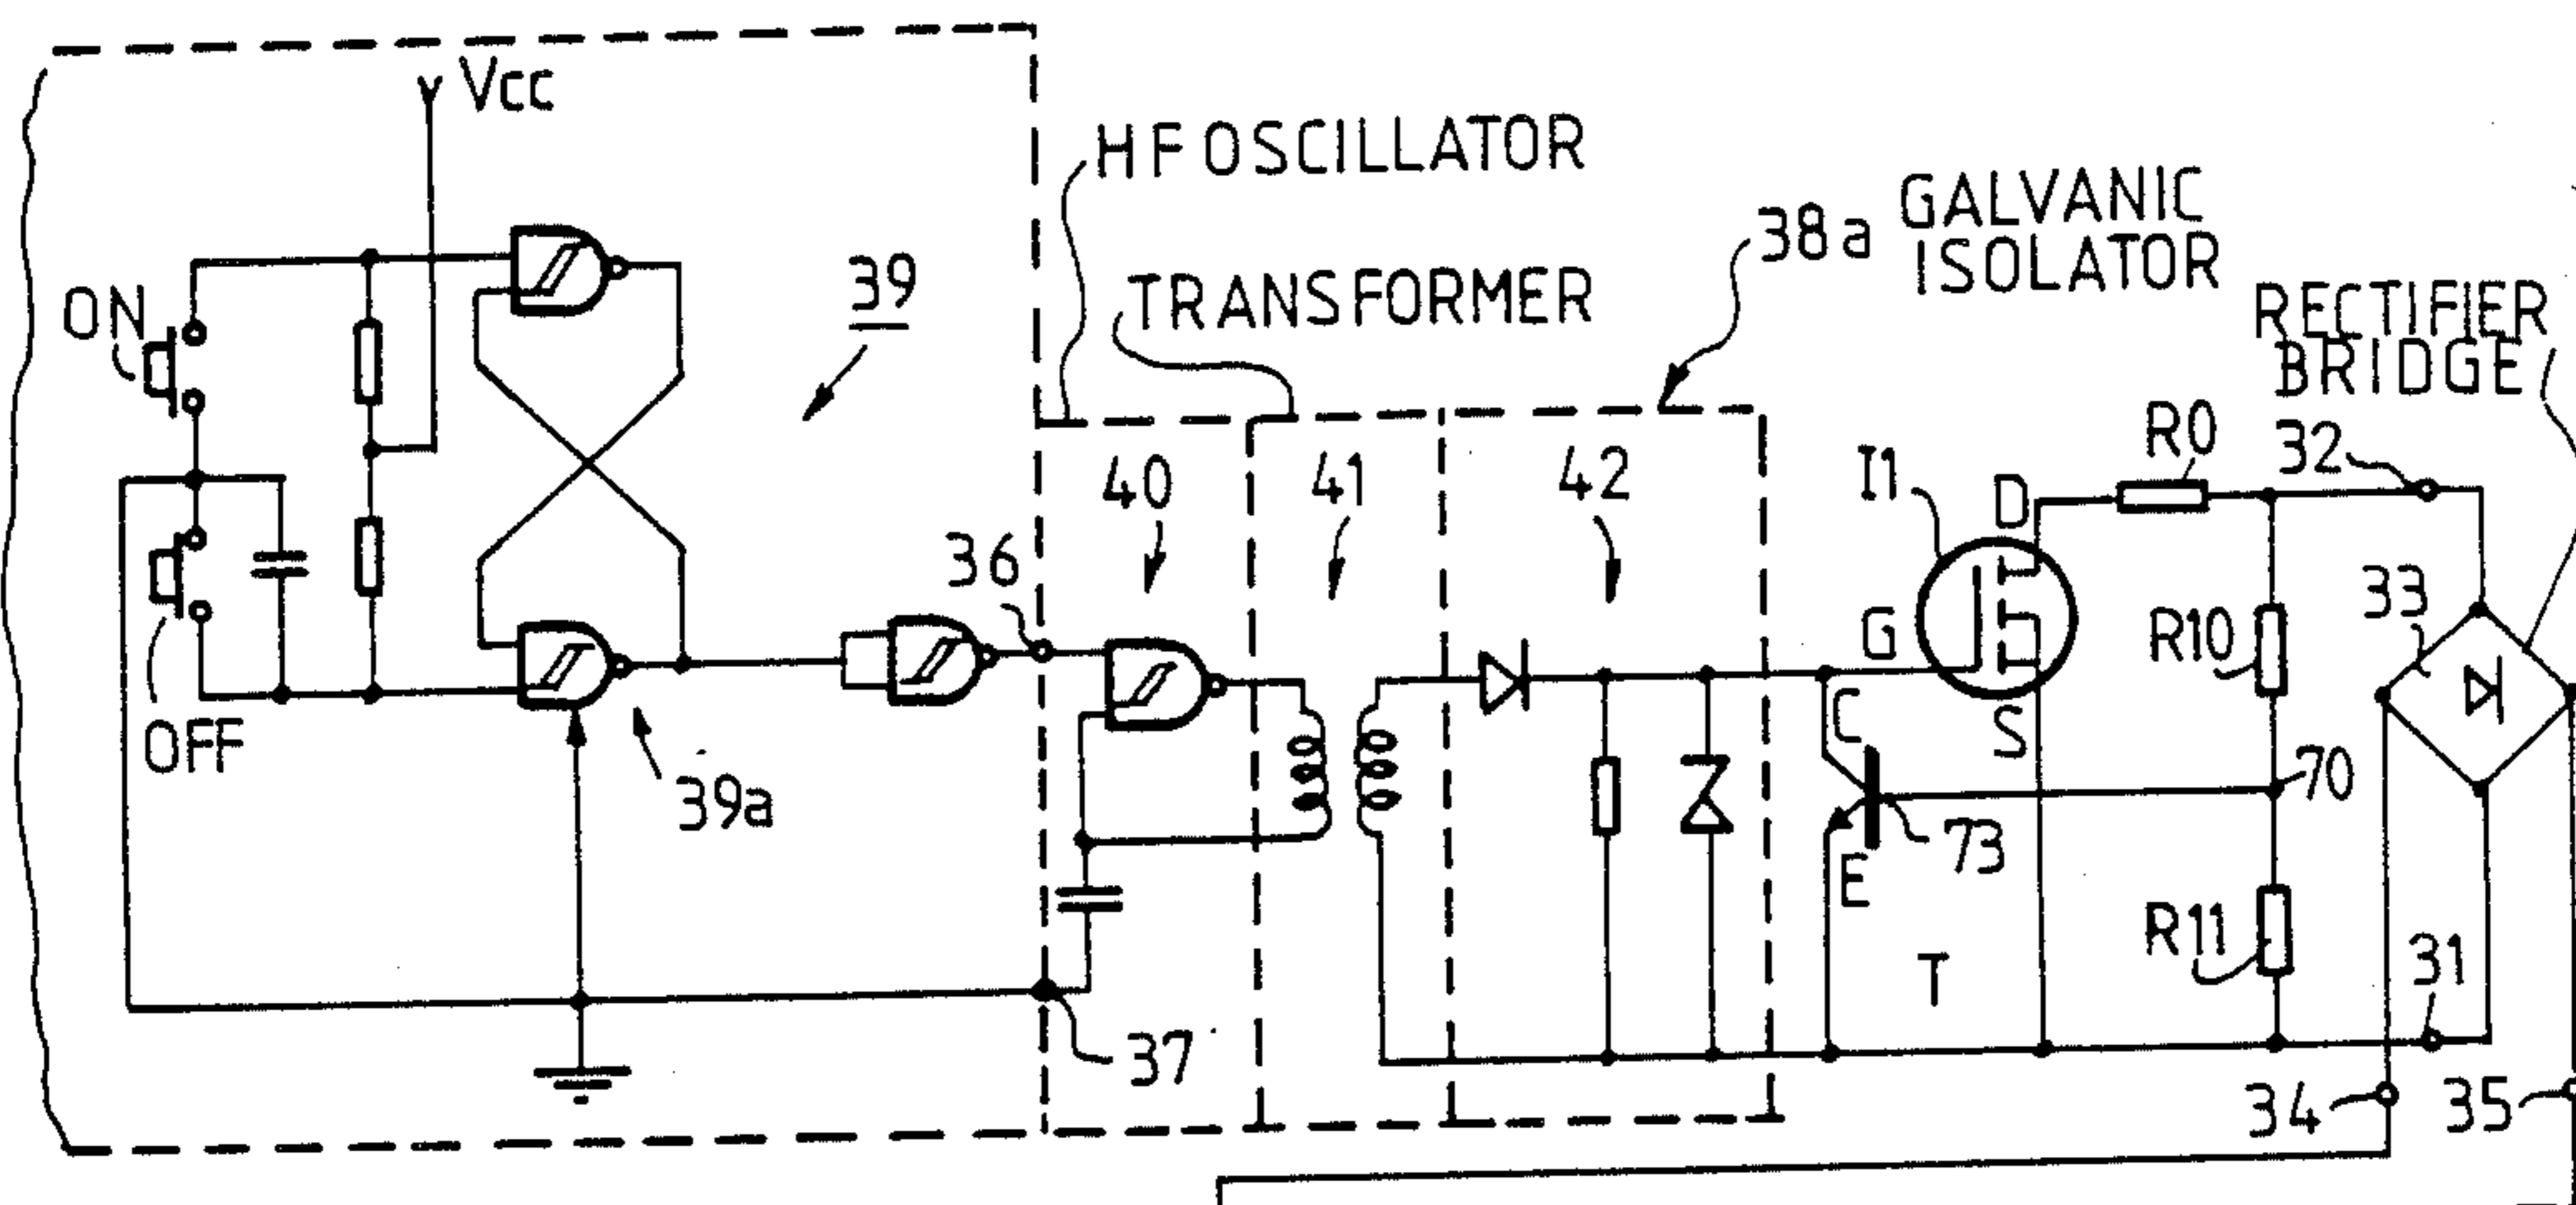 Vcc
HF OSCILLATOR
GALVANIC
ISOLATOR
38a
39
TRANSFORMER
RECTIFIER
BRIDGE
ON
R0
32
I1
D
40
41
42
36
33
G
R10
S
C
OFF
39a
70
73
E
R11
31
T
37
34
35